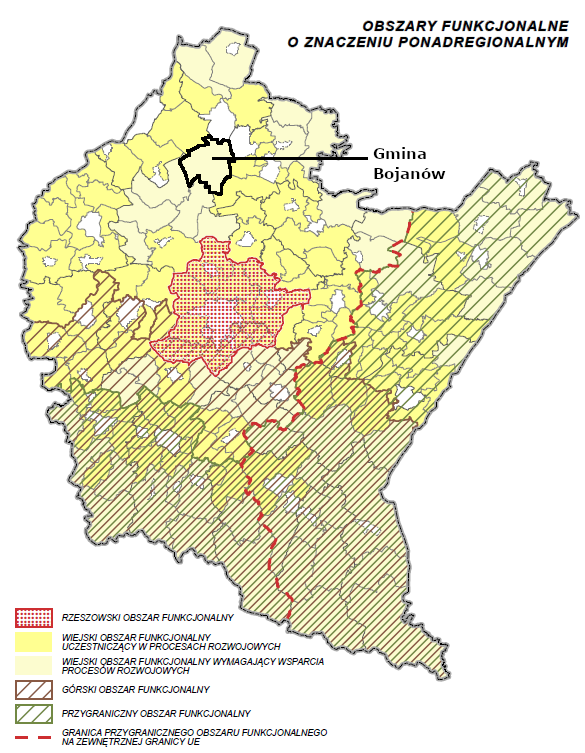 OBSZARY FUNKCJONALNE
O ZNACZENIU PONADREGIONALNYM
Gmina
Bojanów
RZESZOWSKI OBSZAR FUNKCJONALNY
WIEJSKI OBSZAR FUNKCJONALNY
UCZESTNICZĄCY W PROCESACH ROZWOJOWYCH
WIEJSKI OBSZAR FUNKCJONALNY WYMAGAJĄCY WSPARCIA
PROCESÓW ROZWOJOWYCH
GÓRSKI OBSZAR FUNKCJONALNY
PRZYGRANICZNY OBSZAR FUNKCJONALNY
GRANICA PRZYGRANICZNEGO OBSZARU FUNKCJONALNEGO
NA ZEWNĘTRZNEJ GRANICY UE